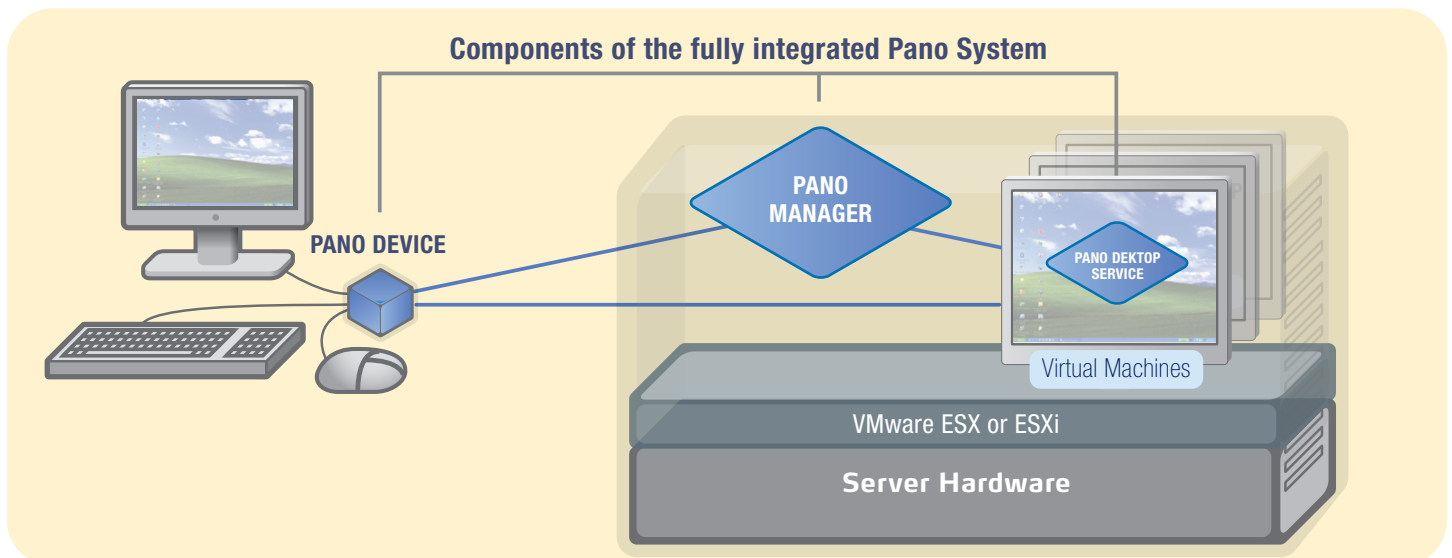 Components of the fully integrated Pano System
PANO DEVICE
PANO
MANAGER
PANO DEKTOP
SERVICE
Virtual Machines
VMware ESX or ESXi
Server Hardware